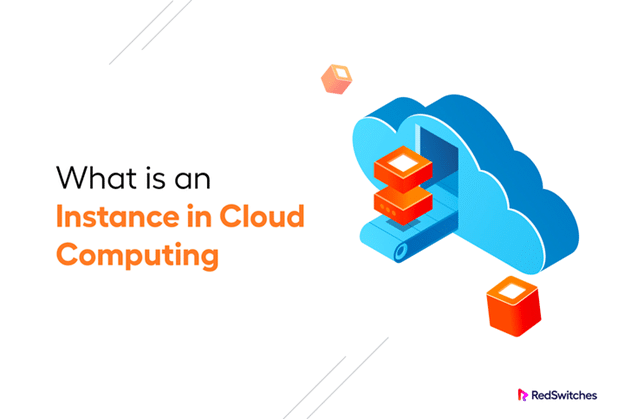 What is an
Instance in Cloud
Computing
RedSwitches